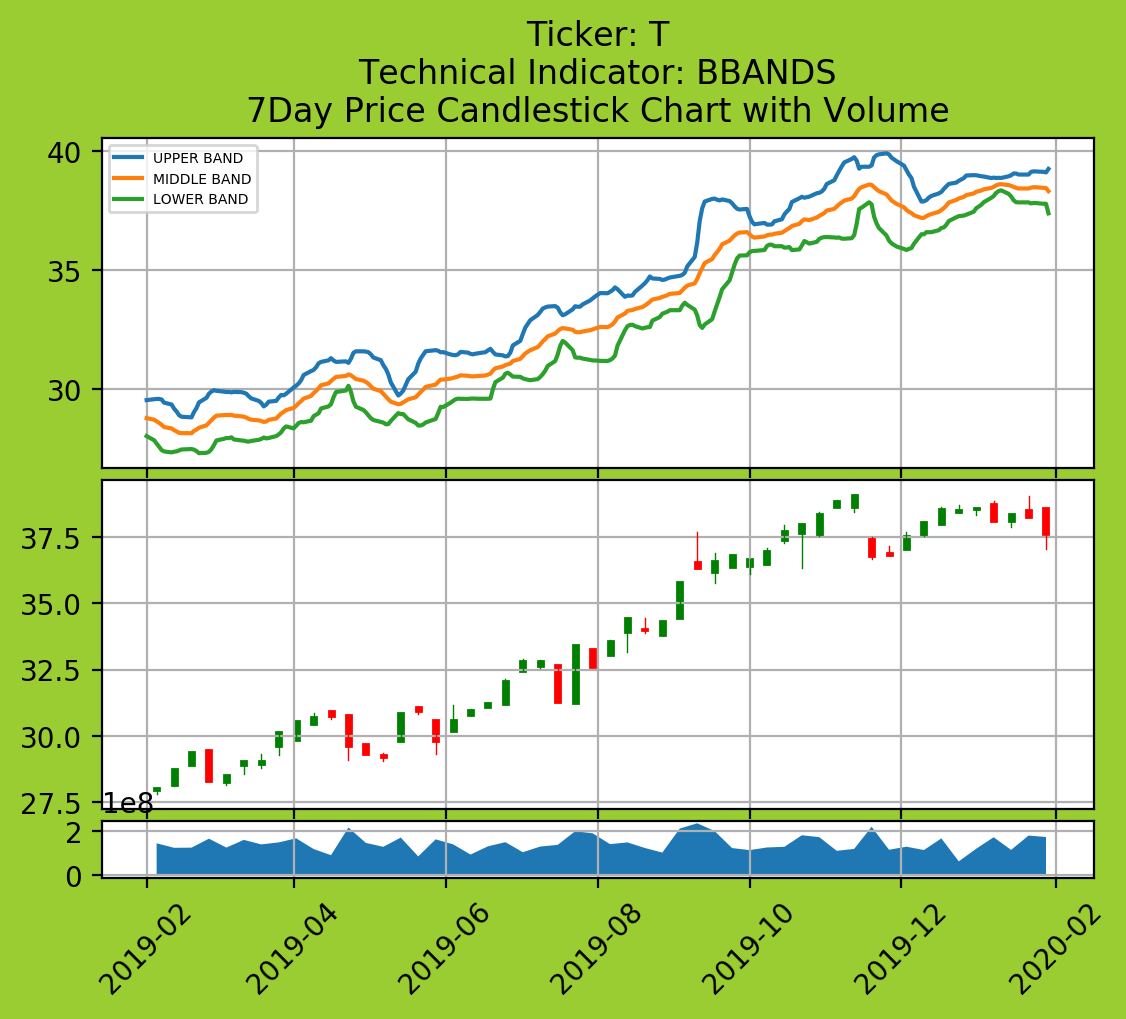 Ticker: T
Technical Indicator: BBANDS
7Day Price Candlestick Chart with Volume
UPPER BAND
MIDDLE BAND
LOWER BAND
40
35
30
37.5
35.0
32.5
30.0
27.5
1e8
2
0
2019-02
2019-04
2019-06
2019-08
2019-10
2019-12
2020-02